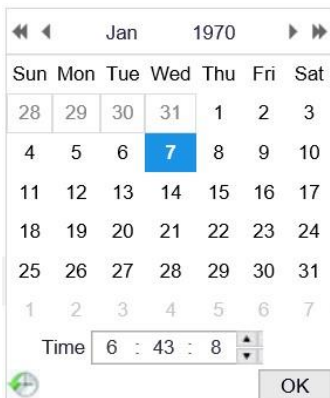 Jan 1970
Sun Mon Tue Wed Thu Fri Sat
28 29 30 31 1 2 3
4 5 6 7 8 9 10
11 12 13 14 15 16 17
18 19 20 21 22 23 24
25 26 27 28 29 30 31
1 2 3 4 5 6 7
Time 6 : 43 : 8
OK